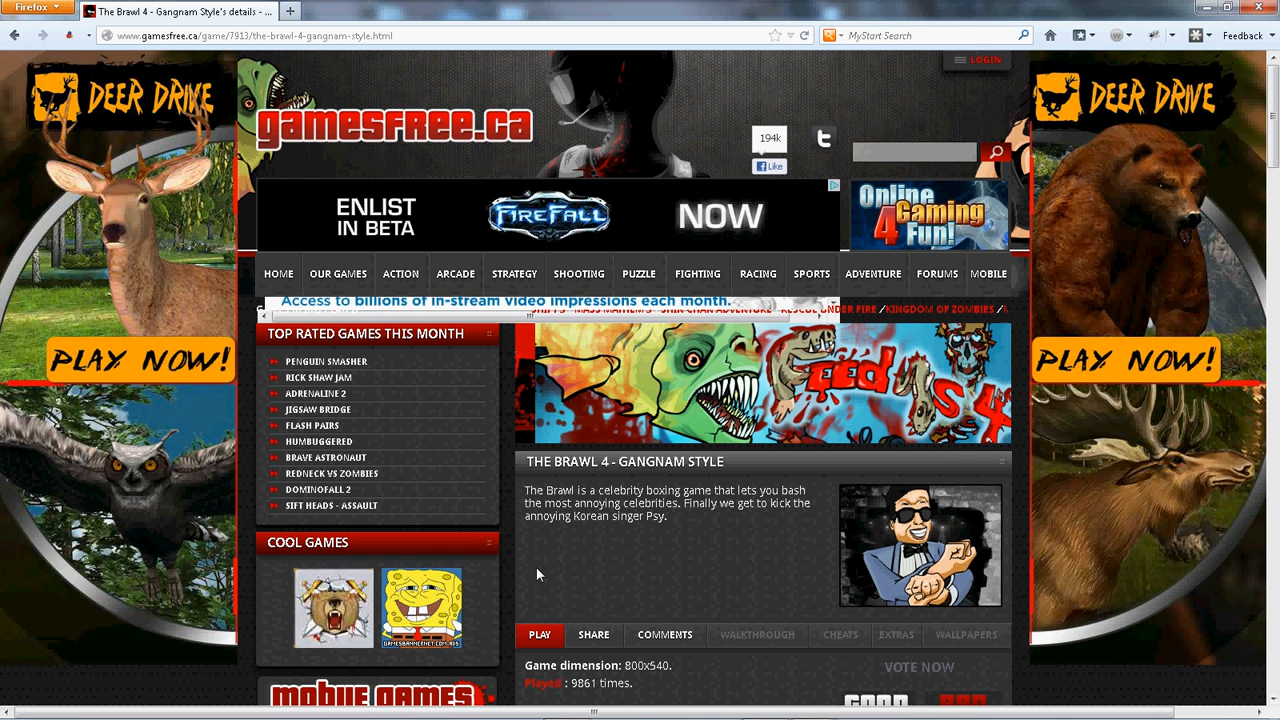 Firefox
The Brawl 4 - Gangnam Style's details - ...
www.gamesfree.ca/game/7913/the-brawl-4-gangnam-style.html
MyStart Search
Feedback
DEER DRIVE
PLAY NOW!
gamesfree.ca
LOGIN
194k
Like
ENLIST IN BETA
FIREFALL
NOW
Online Gaming 4 Fun!
DEER DRIVE
PLAY NOW!
HOME OUR GAMES ACTION ARCADE STRATEGY SHOOTING PUZZLE FIGHTING RACING SPORTS ADVENTURE FORUMS MOBILE
Access to billions of in-stream video impressions each month.
RESCUE UNDER FIRE / KINGDOM OF ZOMBIES /
TOP RATED GAMES THIS MONTH
PENGUIN SMASHER
RICK SHAW JAM
ADRENALINE 2
JIGSAW BRIDGE
FLASH PAIRS
HUMBUGGERED
BRAVE ASTRONAUT
REDNECK VS ZOMBIES
DOMINOFALL 2
SIFT HEADS - ASSAULT
COOL GAMES
GAMESBANNERNET.COM ADS
MOBILE GAMES
THE BRAWL 4 - GANGNAM STYLE
The Brawl is a celebrity boxing game that lets you bash
the most annoying celebrities. Finally we get to kick the
annoying Korean singer Psy.
PLAY SHARE COMMENTS WALKTHROUGH CHEATS EXTRAS WALLPAPERS
Game dimension: 800x540.
Played : 9861 times.
VOTE NOW
GOOD BAD